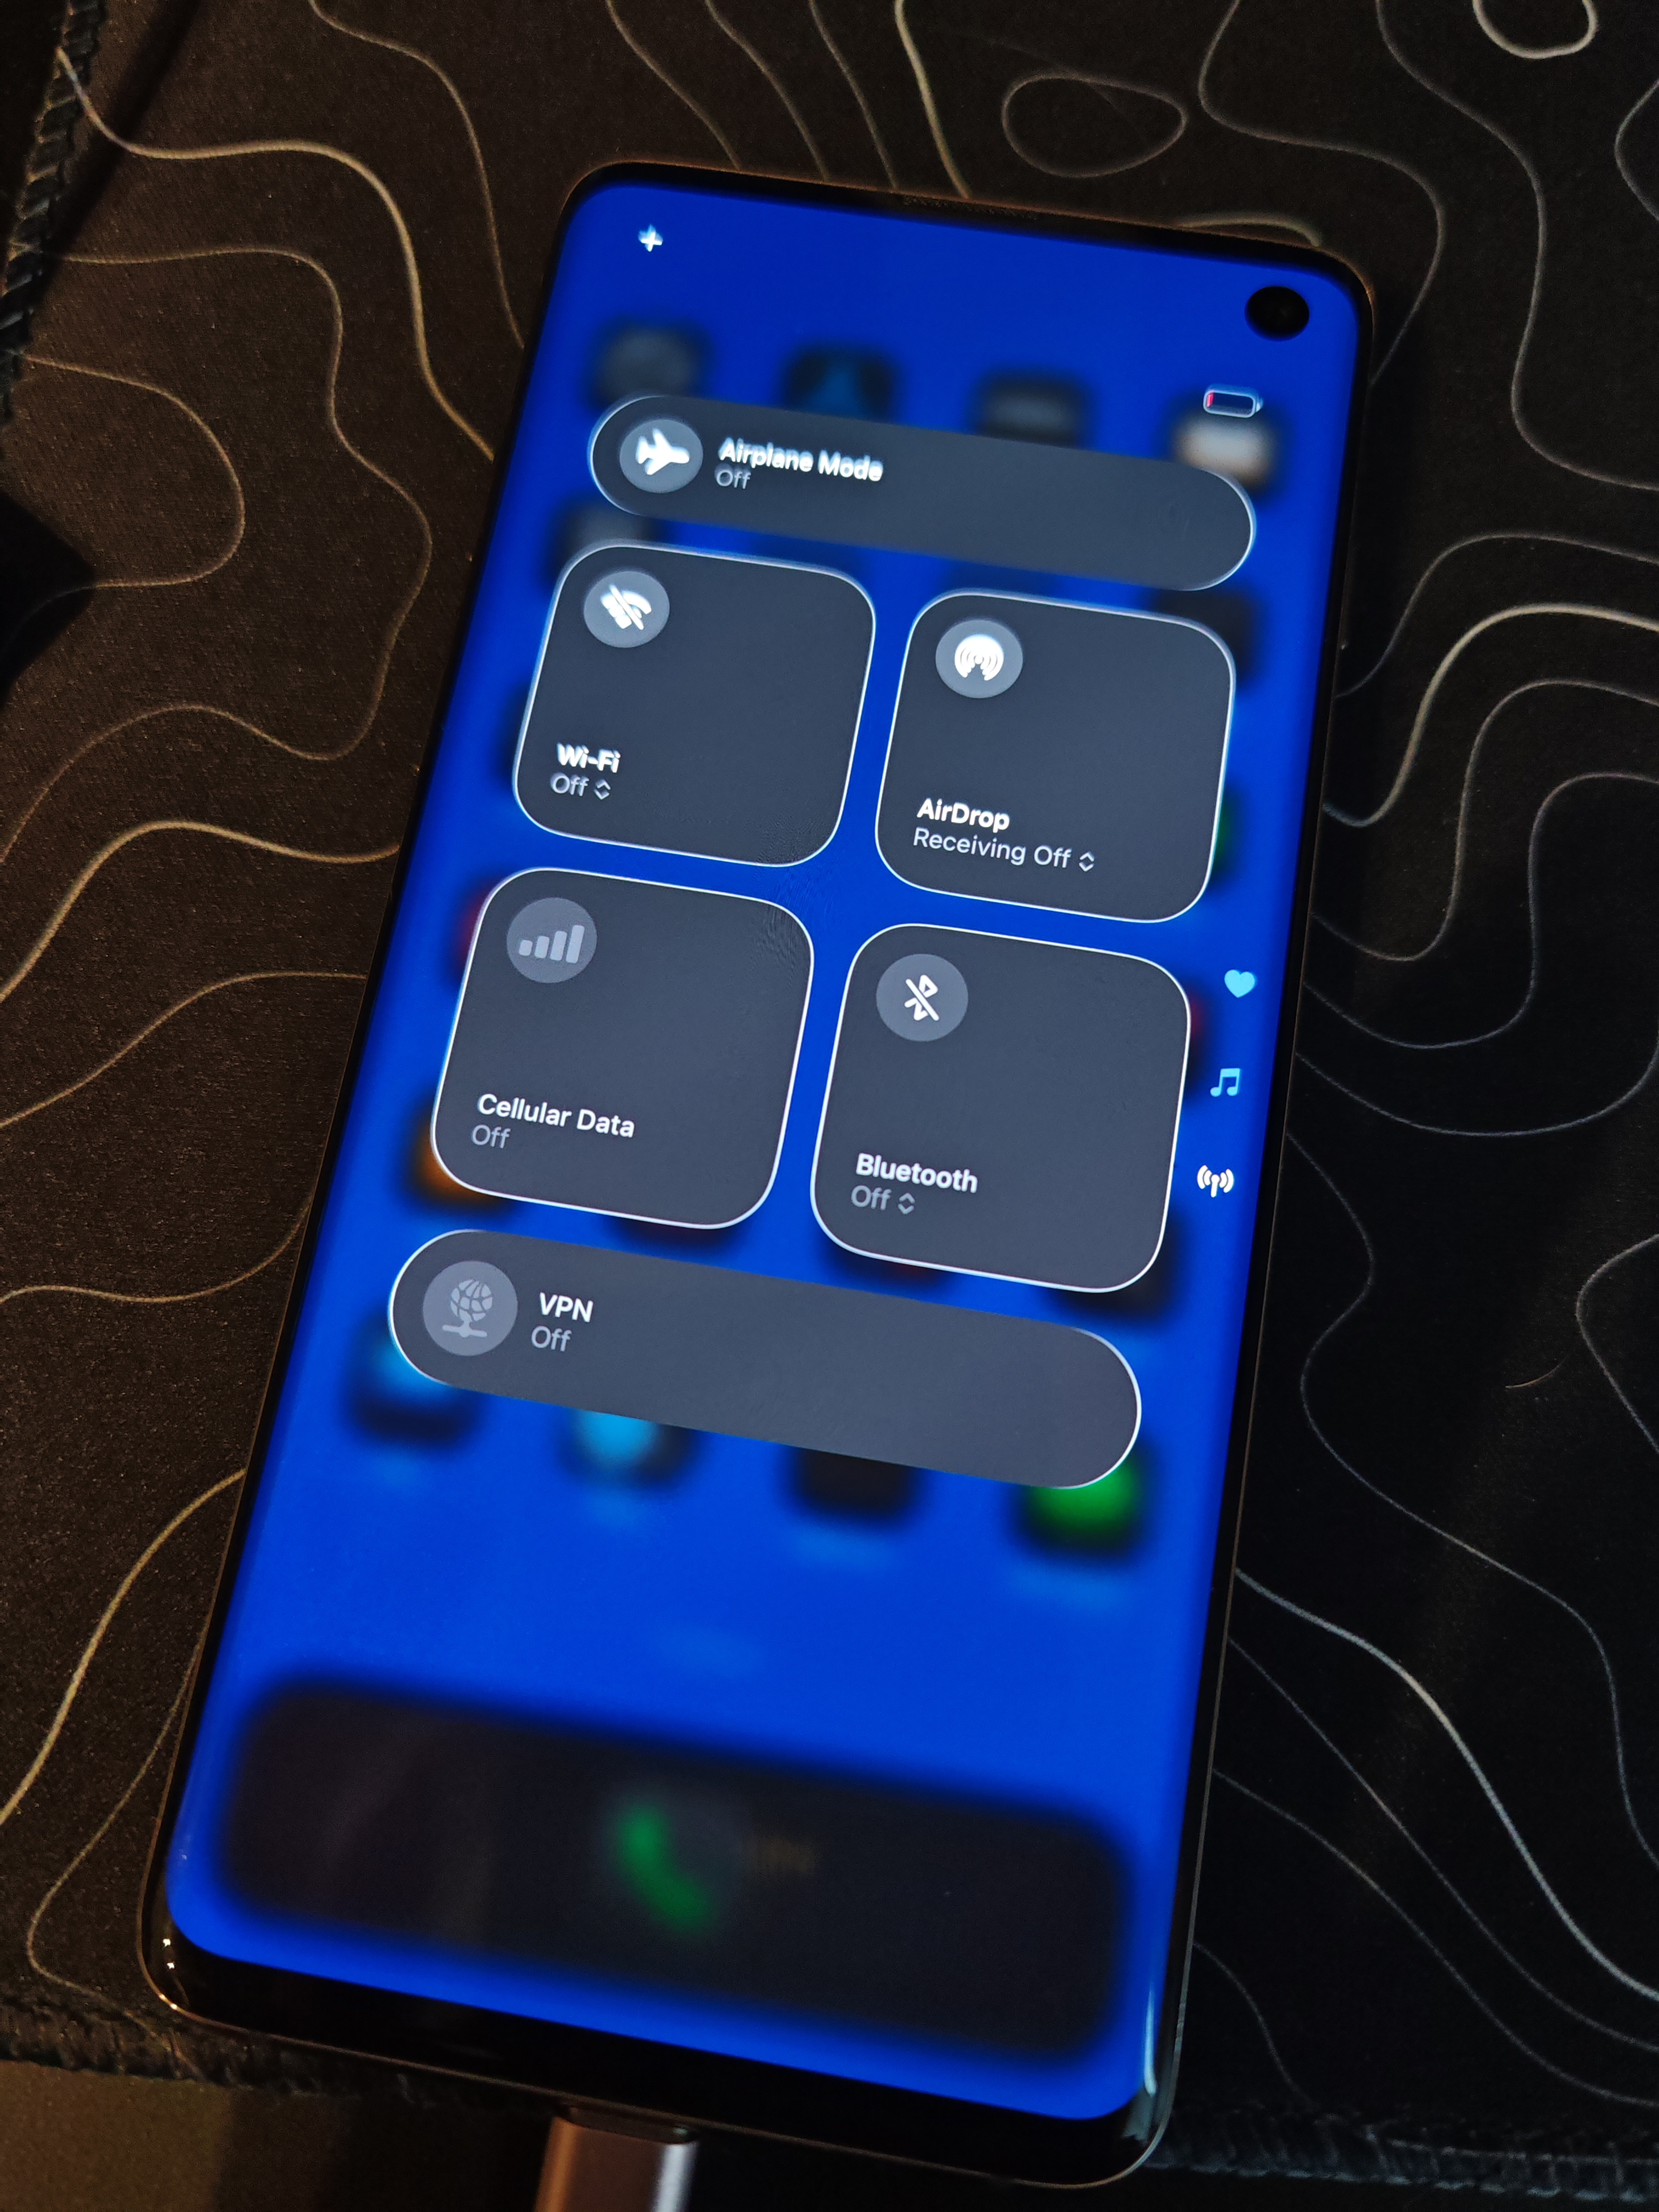 Airplane Mode
Off
Wi-Fi
Off
AirDrop
Receiving Off
Cellular Data
Off
Bluetooth
Off
VPN
Off